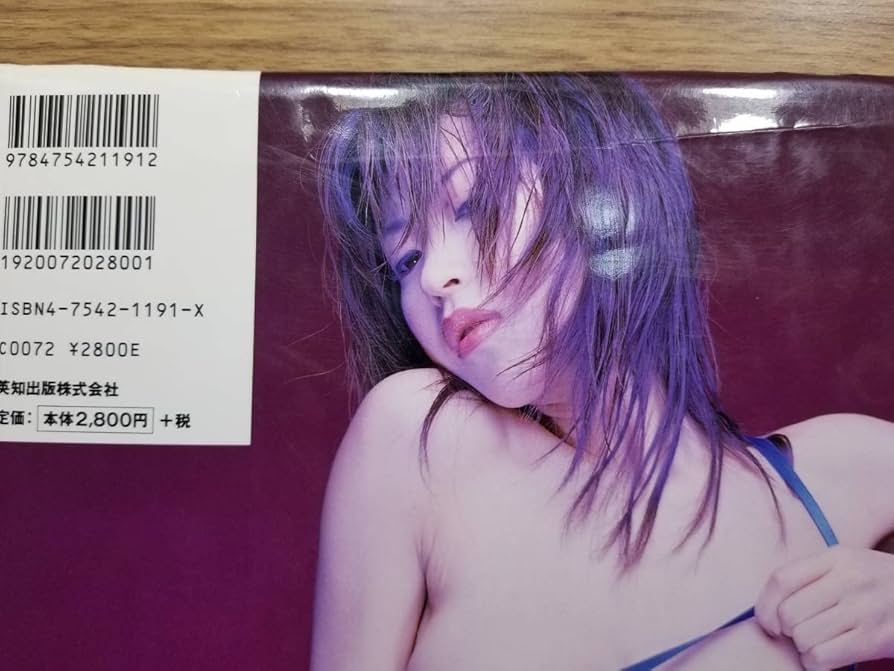 9784754211912
1920072028001
ISBN4-7542-1191-X
C0072 ¥2800E
英知出版株式会社
定価: 本体2,800円 +税